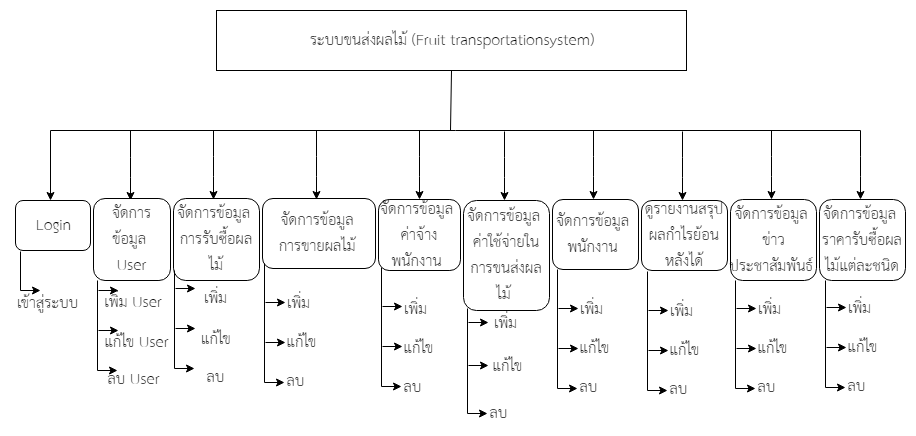 ระบบขนส่งผลไม้ (Fruit transportationsystem)
Login
เข้าสู่ระบบ
จัดการ
ข้อมูล
User
เพิ่ม User
แก้ไข User
ลบ User
จัดการข้อมูล
การรับซื้อผล
ไม้
เพิ่ม
แก้ไข
ลบ
จัดการข้อมูล
การขายผลไม้
เพิ่ม
แก้ไข
ลบ
จัดการข้อมูล
ค่าจ้าง
พนักงาน
เพิ่ม
แก้ไข
ลบ
จัดการข้อมูล
ค่าใช้จ่ายใน
การขนส่งผล
ไม้
เพิ่ม
แก้ไข
ลบ
จัดการข้อมูล
พนักงาน
เพิ่ม
แก้ไข
ลบ
ดูรายงานสรุป
ผลกำไรย้อน
หลังได้
เพิ่ม
แก้ไข
ลบ
จัดการข้อมูล
ข่าว
ประชาสัมพันธ์
เพิ่ม
แก้ไข
ลบ
จัดการข้อมูล
ราคารับซื้อผล
ไม้แต่ละชนิด
เพิ่ม
แก้ไข
ลบ